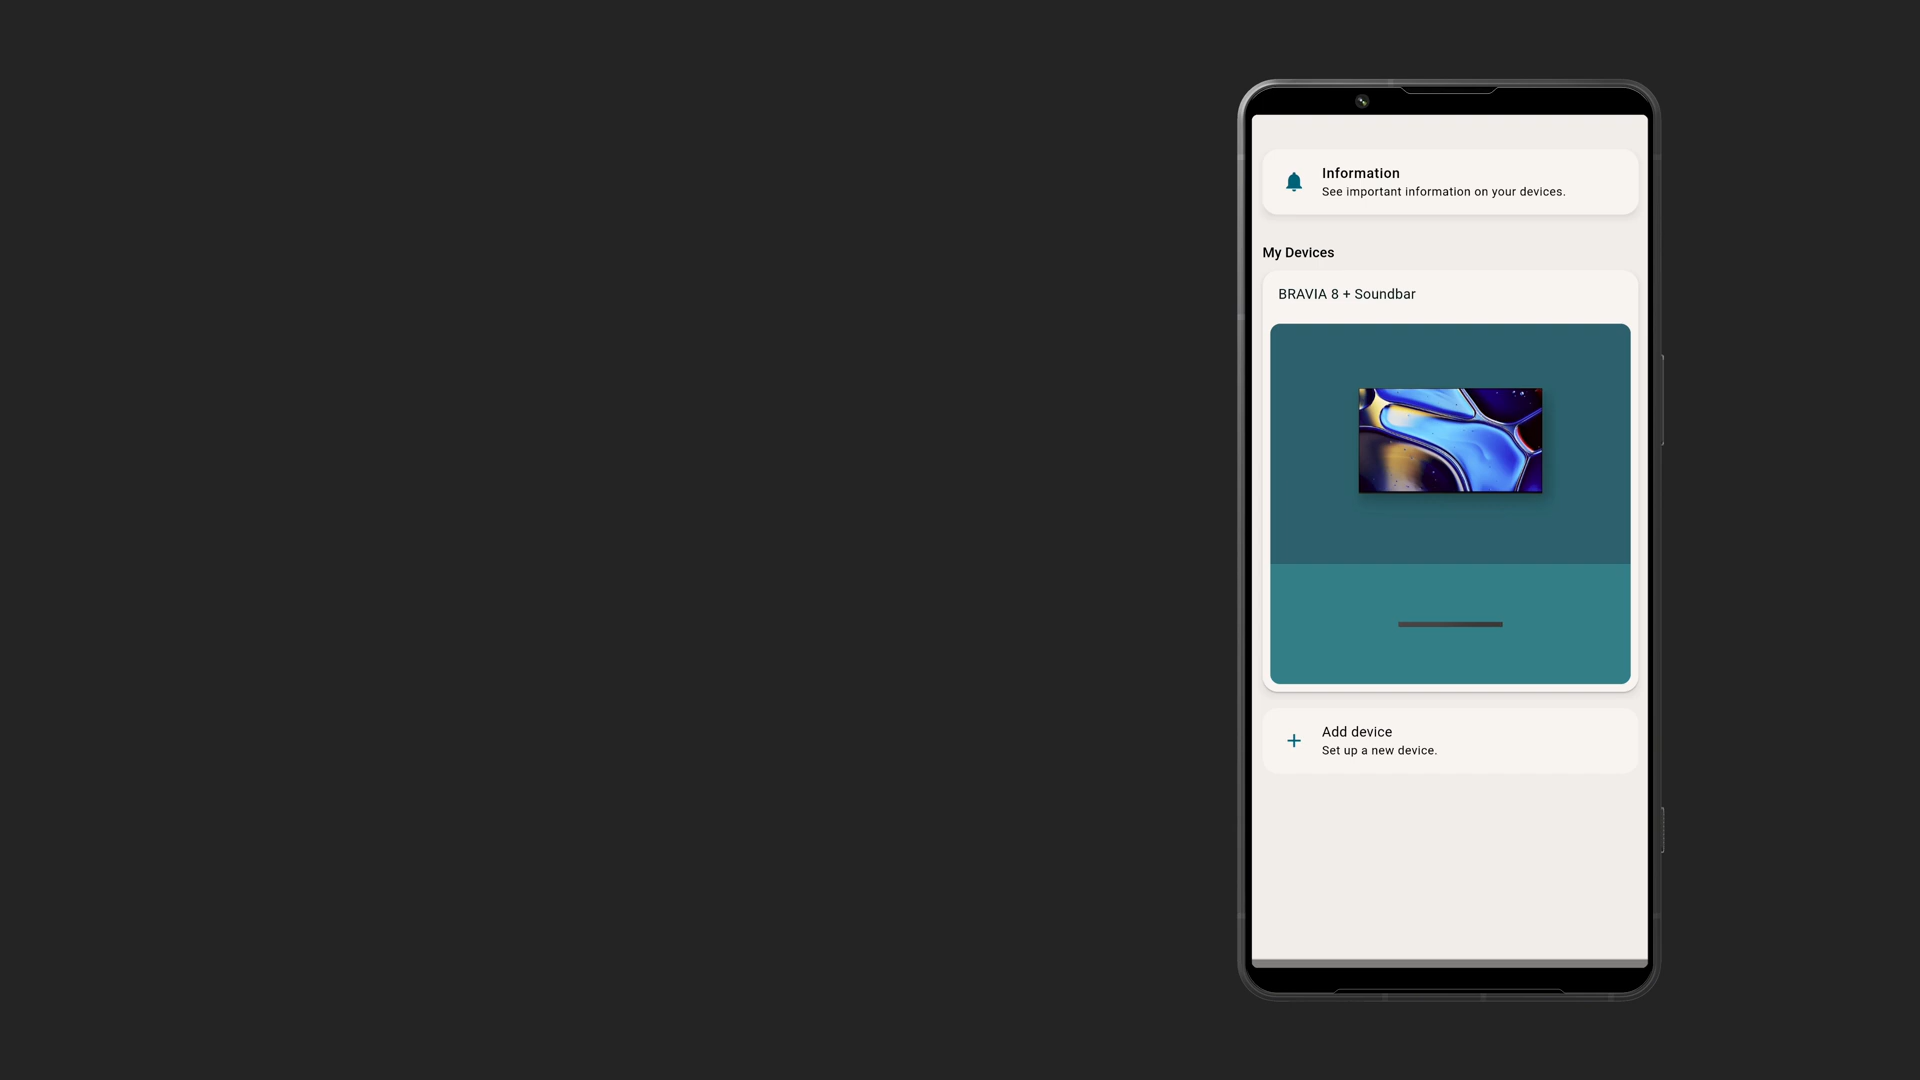 Information
See important information on your devices.
My Devices
BRAVIA 8 + Soundbar
Add device
Set up a new device.